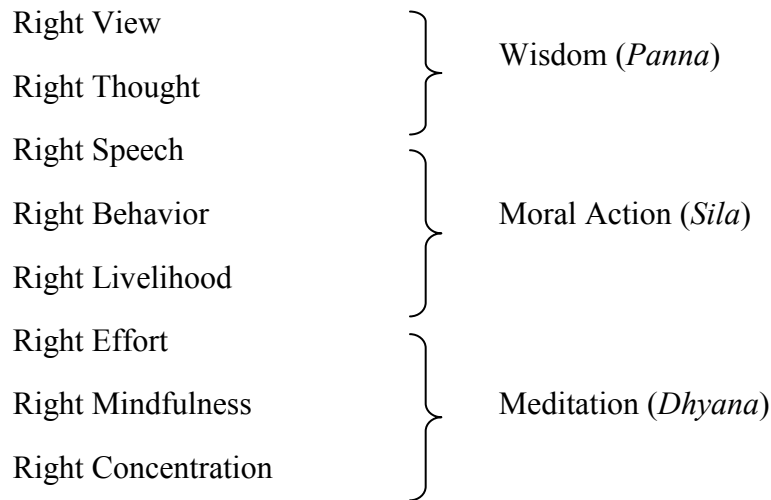 Right View
Wisdom (Panna)
Right Thought
Right Speech
Right Behavior
Moral Action (Sila)
Right Livelihood
Right Effort
Right Mindfulness
Meditation (Dhyana)
Right Concentration